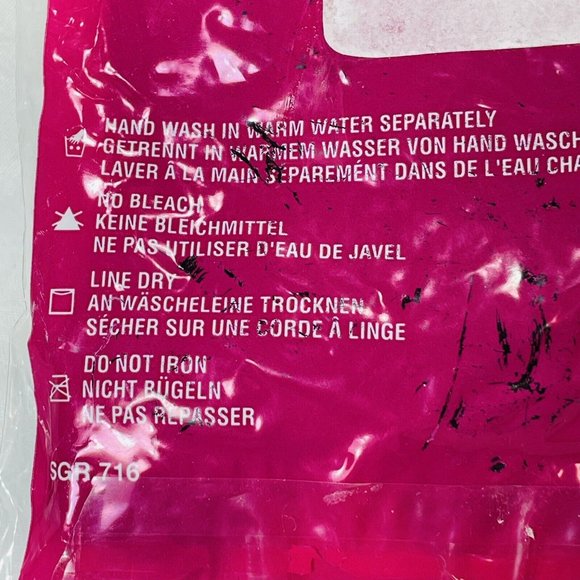 HAND WASH IN WARM WATER SEPARATELY
GETRENNT IN WARMEM WASSER VON HAND WASCH
LAVER Â LA MAIN SÉPAREMÉNT DANS DE L'EAU CHA
NO BLEACH
KEINE BLEICHMITTEL
NE PAS UTILISER D'EAU DE JAVEL
LINE DRY
AN WÄSCHELEINE TROCKNEN
SÉCHER SUR UNE CORDE Â LINGE
DO NOT IRON
NICHT BÜGELN
NE PAS REPASSER
SGR 716